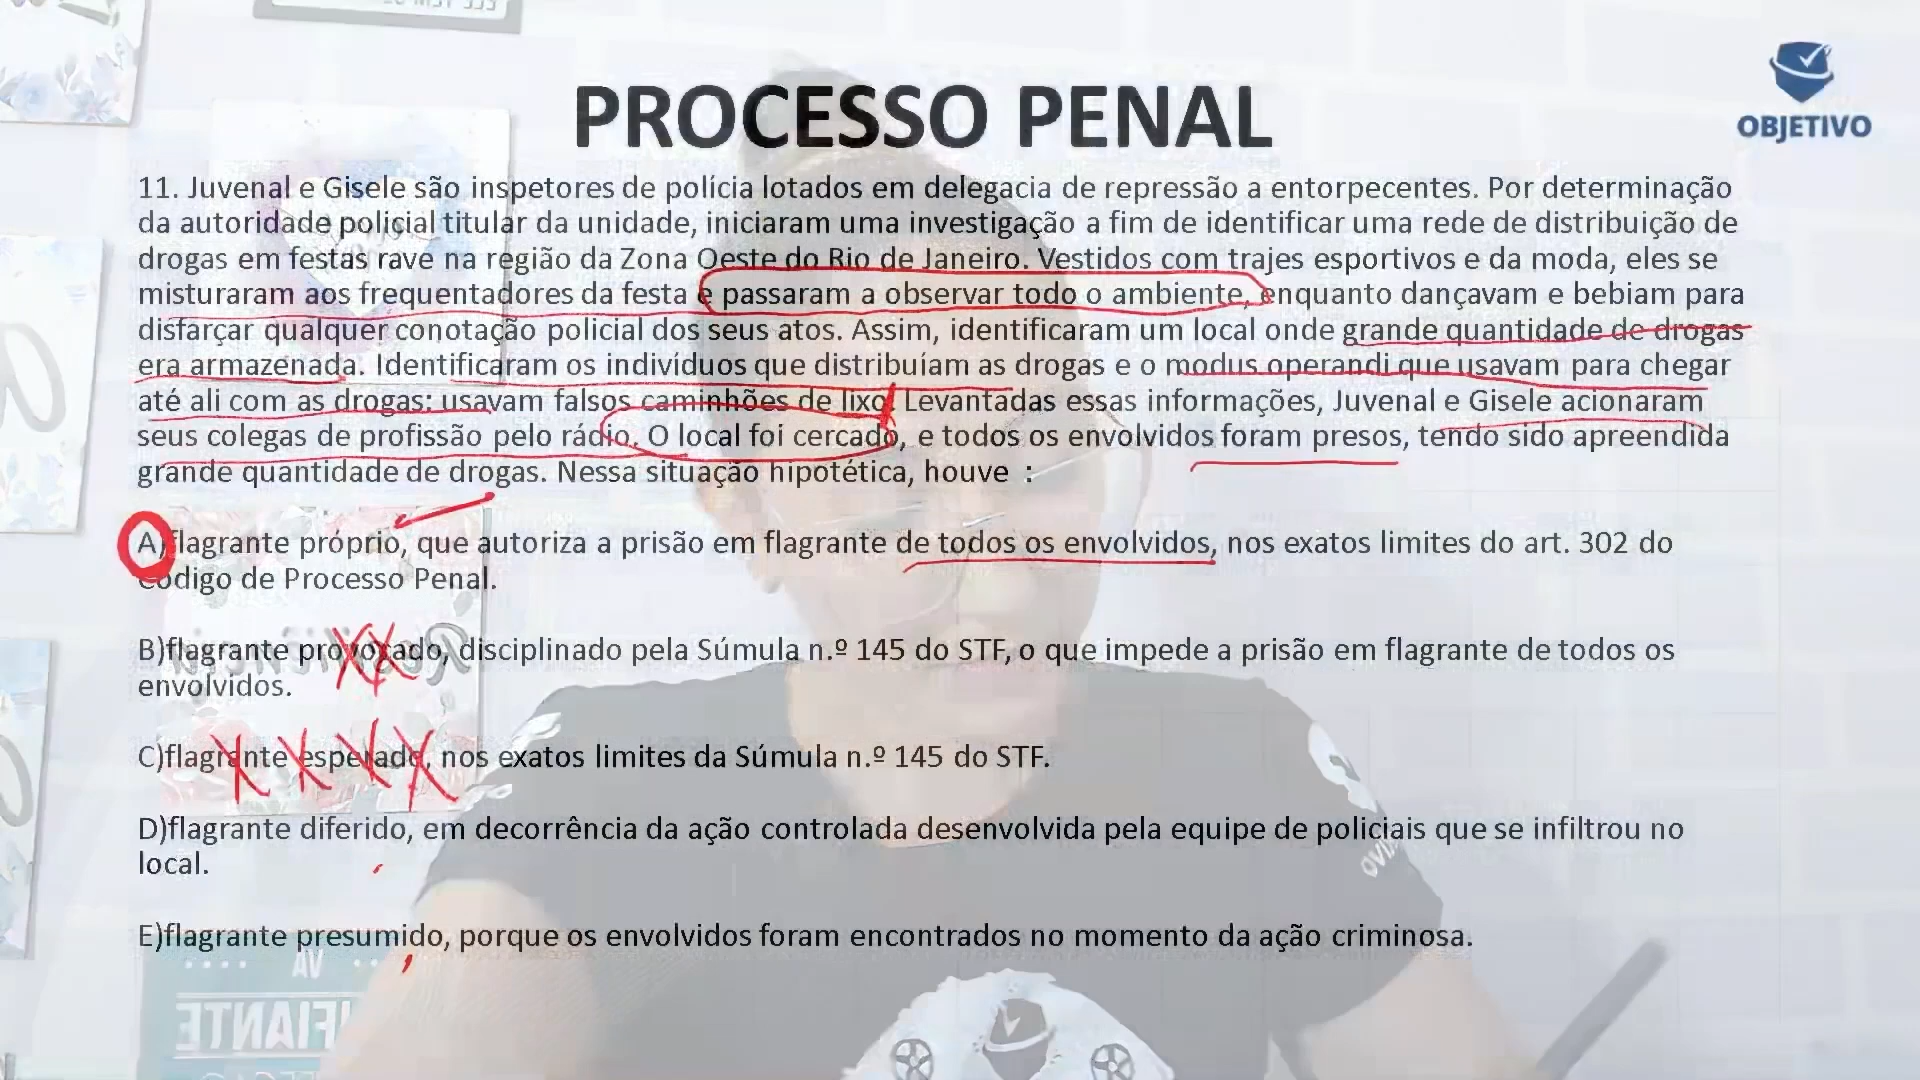 PROCESSO PENAL
OBJETIVO
11. Juvenal e Gisele são inspetores de polícia lotados em delegacia de repressão a entorpecentes. Por determinação
da autoridade policial titular da unidade, iniciaram uma investigação a fim de identificar uma rede de distribuição de
drogas em festas rave na região da Zona Oeste do Rio de Janeiro. Vestidos com trajes esportivos e da moda, eles se
misturaram aos frequentadores da festa e passaram a observar todo o ambiente, enquanto dançavam e bebiam para
disfarçar qualquer conotação policial dos seus atos. Assim, identificaram um local onde grande quantidade de drogas
era armazenada. Identificaram os indivíduos que distribuíam as drogas e o modus operandi que usavam para chegar
até ali com as drogas: usavam falsos caminhões de lixo. Levantadas essas informações, Juvenal e Gisele acionaram
seus colegas de profissão pelo rádio. O local foi cercado, e todos os envolvidos foram presos, tendo sido apreendida
grande quantidade de drogas. Nessa situação hipotética, houve :
A)flagrante próprio, que autoriza a prisão em flagrante de todos os envolvidos, nos exatos limites do art. 302 do
Código de Processo Penal.
B)flagrante provocado, disciplinado pela Súmula n.º 145 do STF, o que impede a prisão em flagrante de todos os
envolvidos.
C)flagrante esperado, nos exatos limites da Súmula n.º 145 do STF.
D)flagrante diferido, em decorrência da ação controlada desenvolvida pela equipe de policiais que se infiltrou no
local.
E)flagrante presumido, porque os envolvidos foram encontrados no momento da ação criminosa.
VA